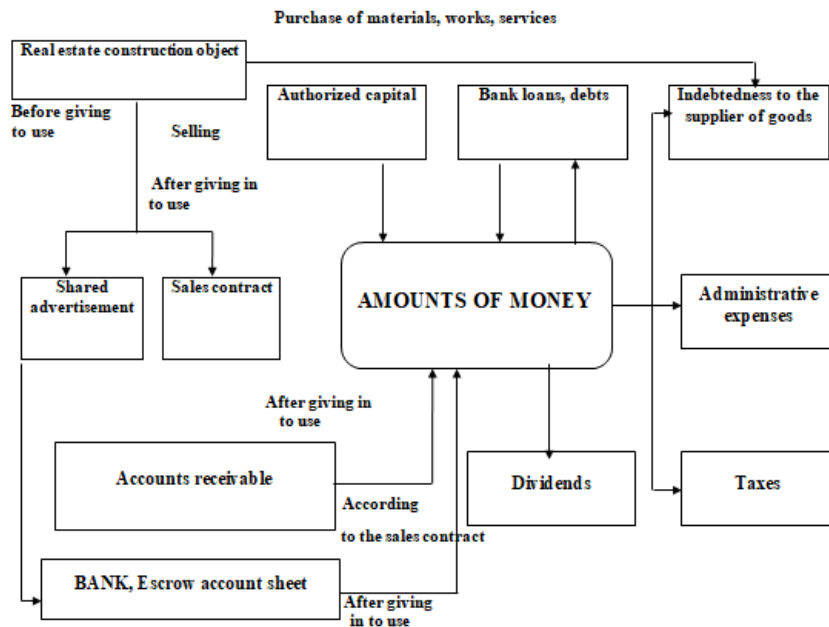 Purchase of materials, works, services
Real estate construction object
Authorized capital
Bank loans, debts
Indebtedness to the
supplier of goods
Before giving
to use
Selling
After giving in
to use
Shared
advertisement
Sales contract
AMOUNTS OF MONEY
Administrative
expenses
After giving in
to use
Accounts receivable
Dividends
Taxes
According
to the sales contract
BANK, Escrow account sheet
After giving
in to use